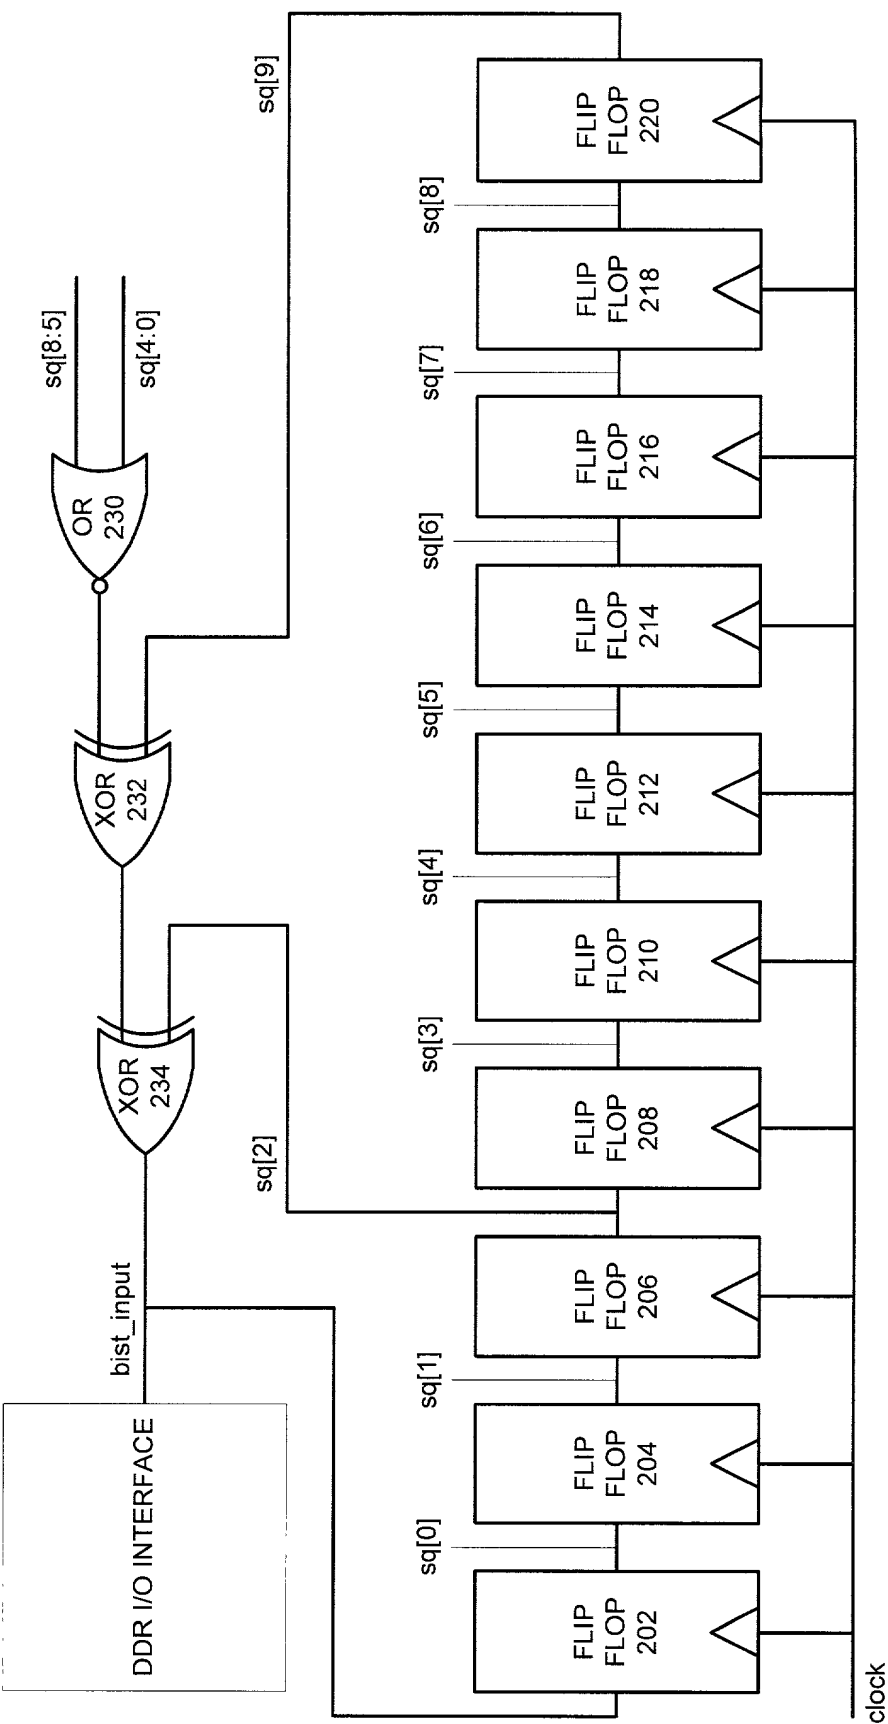 DDR I/O INTERFACE
bist_input
XOR
234
XOR
232
OR
230
sq[8:5]
sq[4:0]
sq[2]
sq[9]
sq[0]
sq[1]
sq[3]
sq[4]
sq[5]
sq[6]
sq[7]
sq[8]
FLIP
FLOP
202
FLIP
FLOP
204
FLIP
FLOP
206
FLIP
FLOP
208
FLIP
FLOP
210
FLIP
FLOP
212
FLIP
FLOP
214
FLIP
FLOP
216
FLIP
FLOP
218
FLIP
FLOP
220
clock